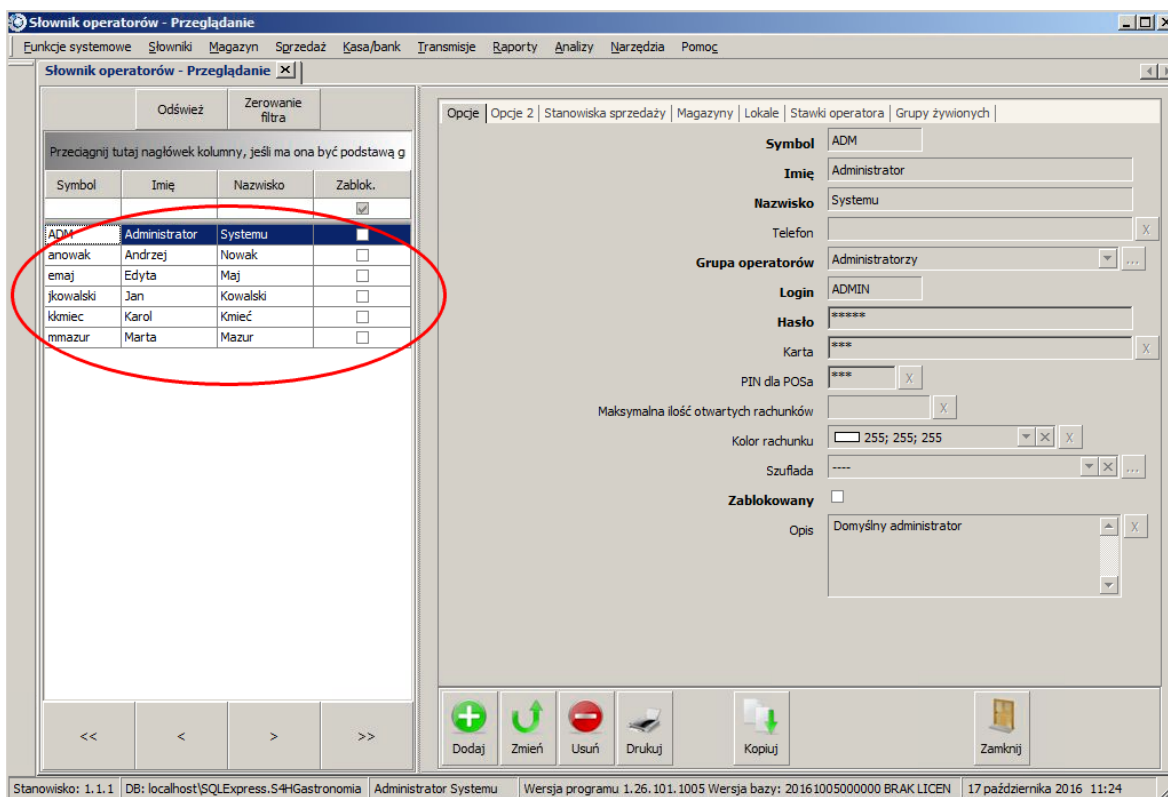 Słownik operatorów - Przeglądanie
Funkcje systemowe Słowniki Magazyn Sprzedaż Kasa/bank Transmisje Raporty Analizy Narzędzia Pomoc
Słownik operatorów - Przeglądanie X
Odśwież Zerowanie filtra
Przeciągnij tutaj nagłówek kolumny, jeśli ma ona być podstawą g
Symbol Imię Nazwisko Zablok.
ADM Administrator Systemu
anowak Andrzej Nowak
emaj Edyta Maj
jkowalski Jan Kowalski
kkmiec Karol Kmieć
mmazur Marta Mazur
<< < > >>
Opcje Opcje 2 Stanowiska sprzedaży Magazyny Lokale Stawki operatora Grupy żywionych
Symbol ADM
Imię Administrator
Nazwisko Systemu
Telefon X
Grupa operatorów Administratorzy ...
Login ADMIN
Hasło *****
Karta *** X
PIN dla POSa *** X
Maksymalna ilość otwartych rachunków X
Kolor rachunku 255; 255; 255 X X
Szuflada ---- X ...
Zablokowany
Opis Domyślny administrator X
Dodaj Zmień Usuń Drukuj Kopiuj Zamknij
Stanowisko: 1.1.1 DB: localhost\SQLExpress.S4HGastronomia Administrator Systemu Wersja programu 1.26.101.1005 Wersja bazy: 20161005000000 BRAK LICEN 17 października 2016 11:24